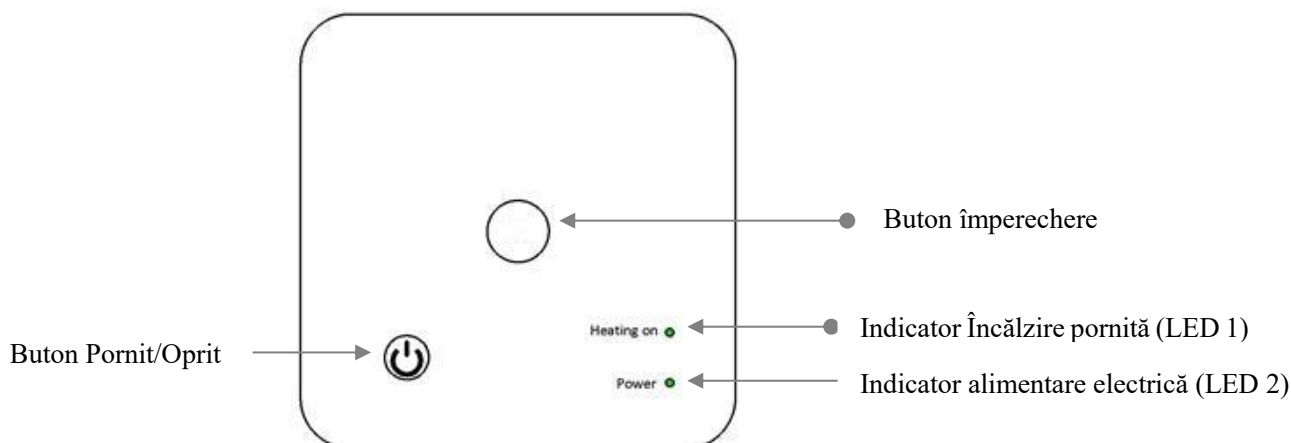 Buton împerechere
Heating on
Indicator Încălzire pornită (LED 1)
Buton Pornit/Oprit
Power
Indicator alimentare electrică (LED 2)